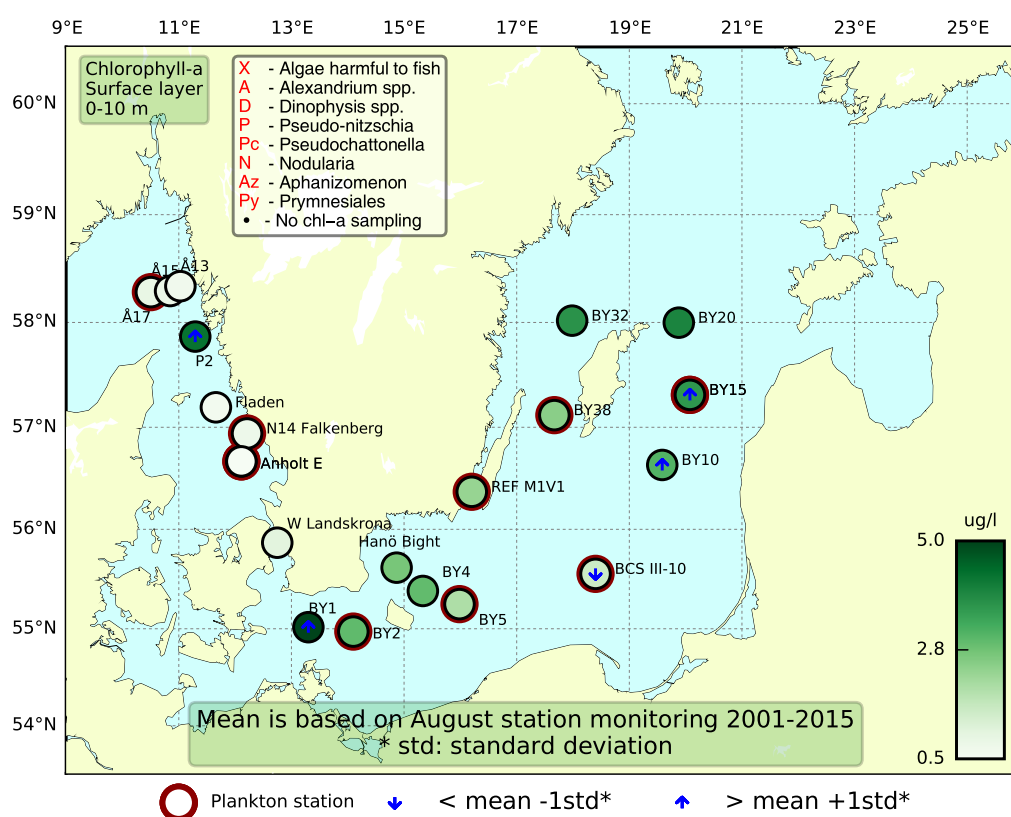 9°E 11°E 13°E 15°E 17°E 19°E 21°E 23°E 25°E
Chlorophyll-a
Surface layer
0-10 m
X - Algae harmful to fish
A - Alexandrium spp.
D - Dinophysis spp.
P - Pseudo-nitzschia
Pc - Pseudochattonella
N - Nodularia
Az - Aphanizomenon
Py - Prymnesiales
• - No chl-a sampling
60°N
59°N
58°N
57°N
56°N
55°N
54°N
Å15
Å13
Å17
P2
Fladen
N14 Falkenberg
Anholt E
W Landskrona
Hanö Bight
BY4
BY5
BY1
BY2
REF M1V1
BY38
BY32
BY20
BY15
BY10
BCS III-10
ug/l
5.0
2.8
0.5
Mean is based on August station monitoring 2001-2015
* std: standard deviation
Plankton station < mean -1std* > mean +1std*